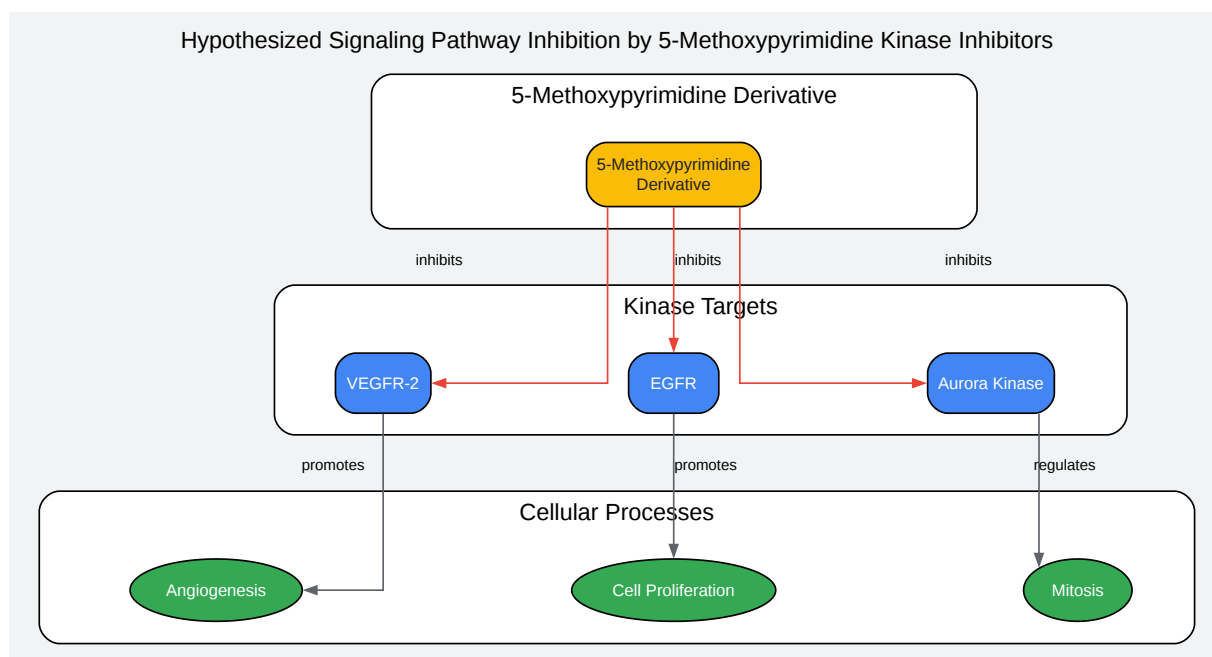 Hypothesized Signaling Pathway Inhibition by 5-Methoxypyrimidine Kinase Inhibitors
5-Methoxypyrimidine Derivative
5-Methoxypyrimidine
Derivative
inhibits
inhibits
inhibits
Kinase Targets
VEGFR-2
EGFR
Aurora Kinase
promotes
promotes
regulates
Cellular Processes
Angiogenesis
Cell Proliferation
Mitosis